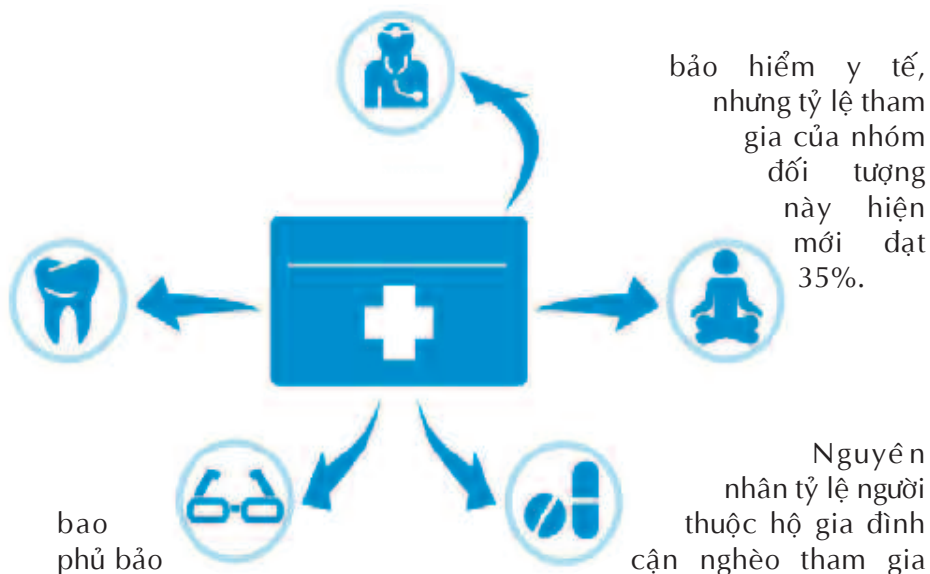 bảo hiểm y tế,
nhưng tỷ lệ tham
gia của nhóm
đối tượng
này hiện
mới đạt
35%.
Nguyên
nhân tỷ lệ người
thuộc hộ gia đình
cận nghèo tham gia
bao
phủ bảo